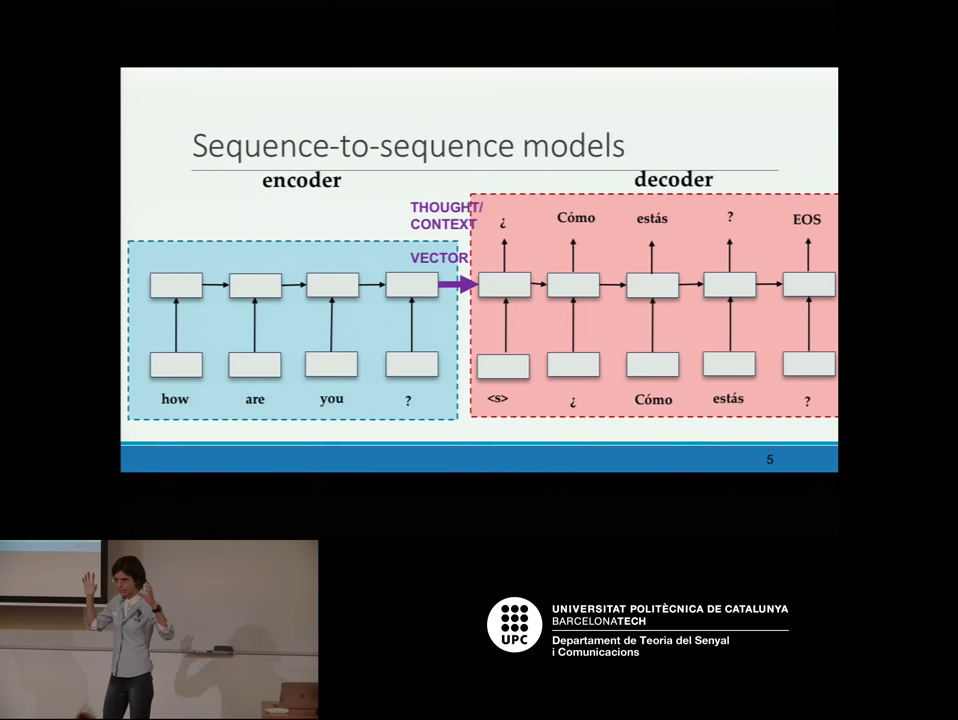 Sequence-to-sequence models
encoder
decoder
THOUGHT/
CONTEXT
VECTOR
¿ Cómo estás ? EOS
how are you ?
<s> ¿ Cómo estás ?
5
UPC
UNIVERSITAT POLITÈCNICA DE CATALUNYA
BARCELONATECH
Departament de Teoria del Senyal
i Comunicacions